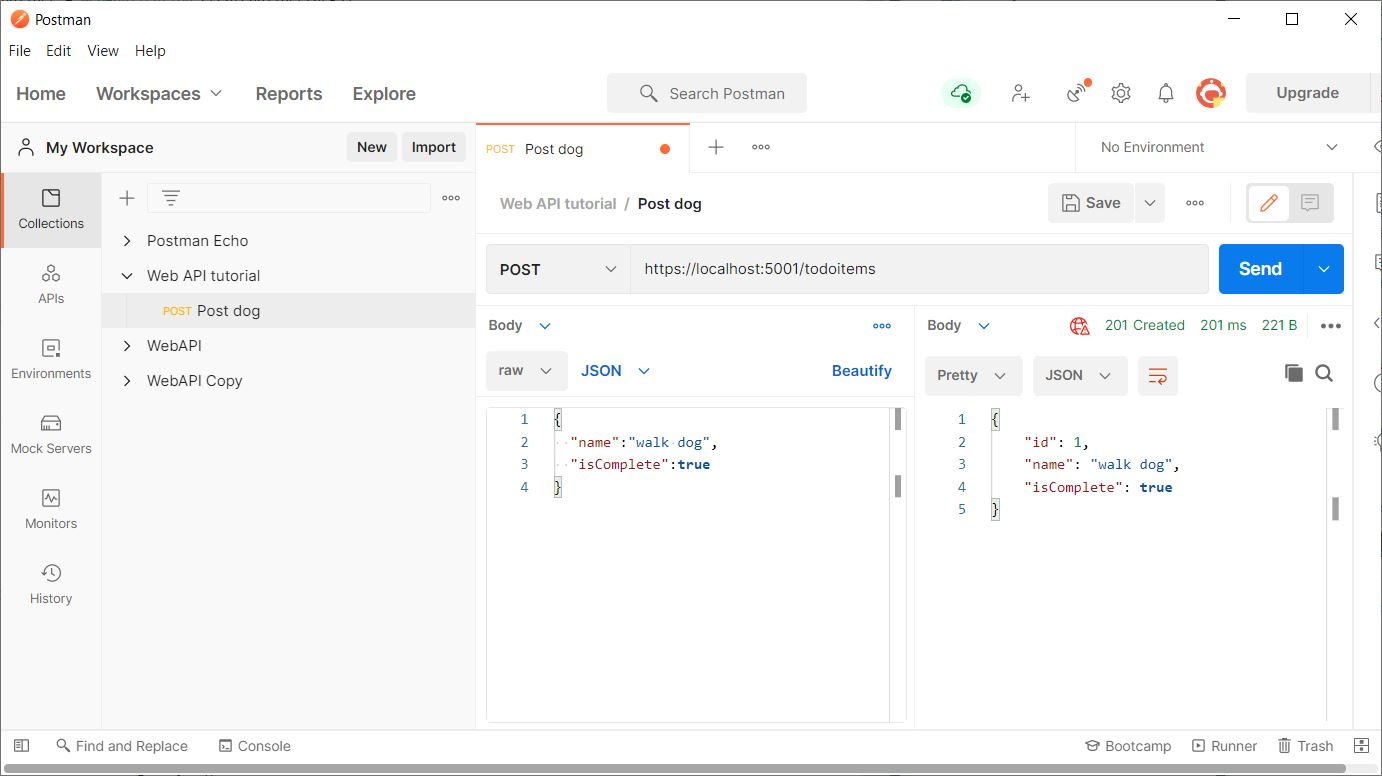 Postman
File Edit View Help
Home Workspaces Reports Explore Search Postman Upgrade
My Workspace New Import
POST Post dog
No Environment
Collections
APIs
Environments
Mock Servers
Monitors
History
Postman Echo
Web API tutorial
POST Post dog
WebAPI
WebAPI Copy
Web API tutorial / Post dog Save
POST https://localhost:5001/todoitems Send
Body
raw JSON Beautify
1 {
2 "name":"walk dog",
3 "isComplete":true
4 }
Body 201 Created 201 ms 221 B
Pretty JSON
1 {
2 "id": 1,
3 "name": "walk dog",
4 "isComplete": true
5 }
Find and Replace Console Bootcamp Runner Trash